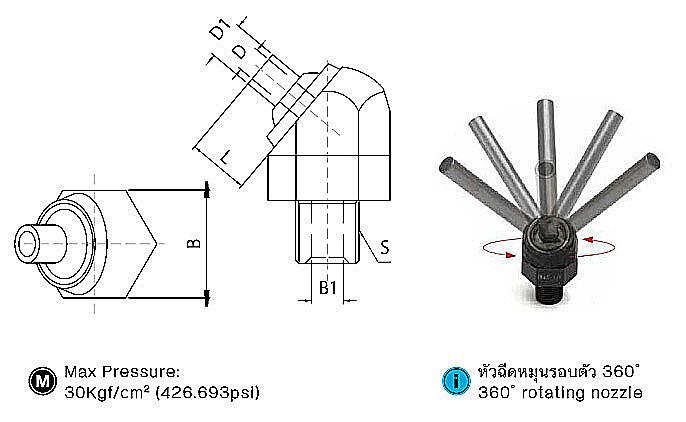 D1
D
L
B
S
B1
M
Max Pressure:
30Kgf/cm² (426.693psi)
i
หัวฉีดหมุนรอบตัว 360˚
360˚ rotating nozzle